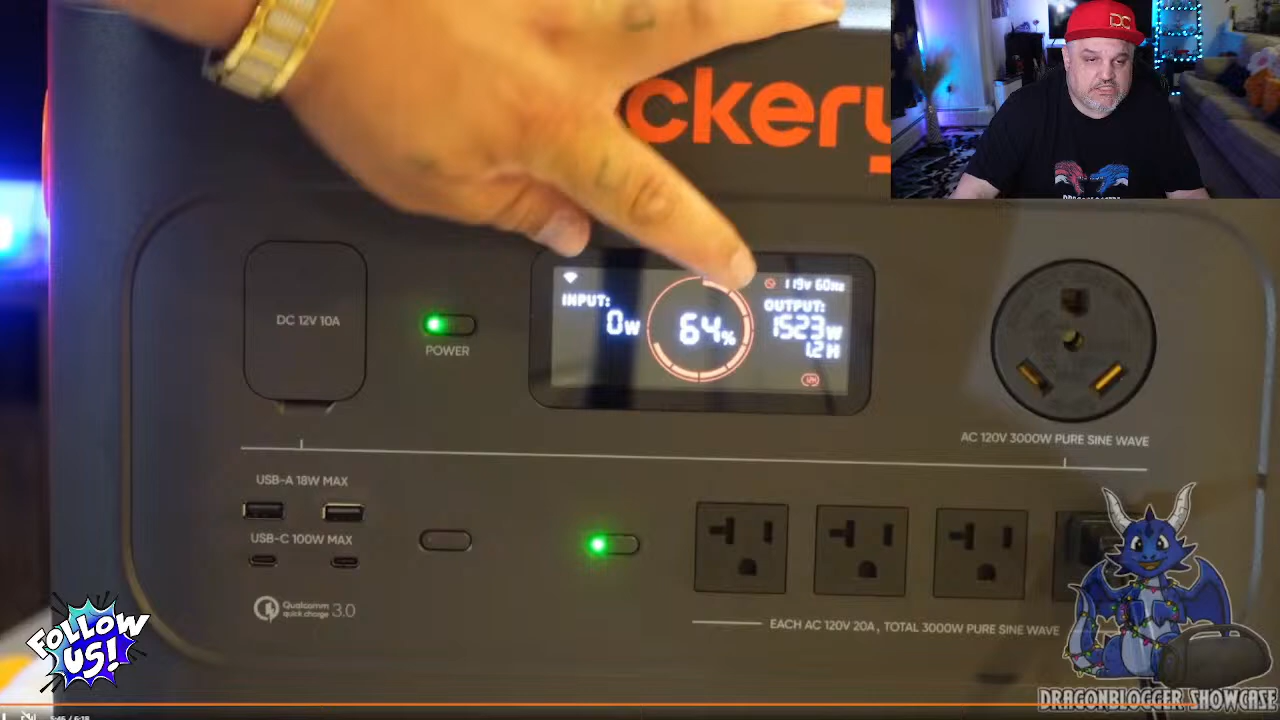 ckery
DC
119V 60Hz
INPUT:
OUTPUT:
0W
64%
1523W
1.2H
DC 12V 10A
POWER
AC 120V 3000W PURE SINE WAVE
USB-A 18W MAX
USB-C 100W MAX
Qualcomm
quick charge 3.0
EACH AC 120V 20A, TOTAL 3000W PURE SINE WAVE
FOLLOW
US!
DRAGONBLOGGER SHOWCASE